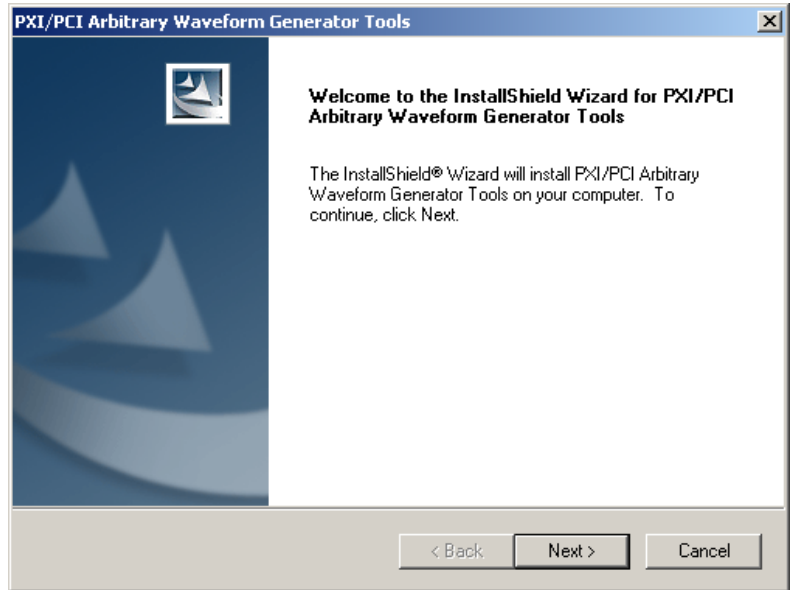 PXI/PCI Arbitrary Waveform Generator Tools
Welcome to the InstallShield Wizard for PXI/PCI
Arbitrary Waveform Generator Tools
The InstallShield® Wizard will install PXI/PCI Arbitrary
Waveform Generator Tools on your computer. To
continue, click Next.
< Back
Next >
Cancel